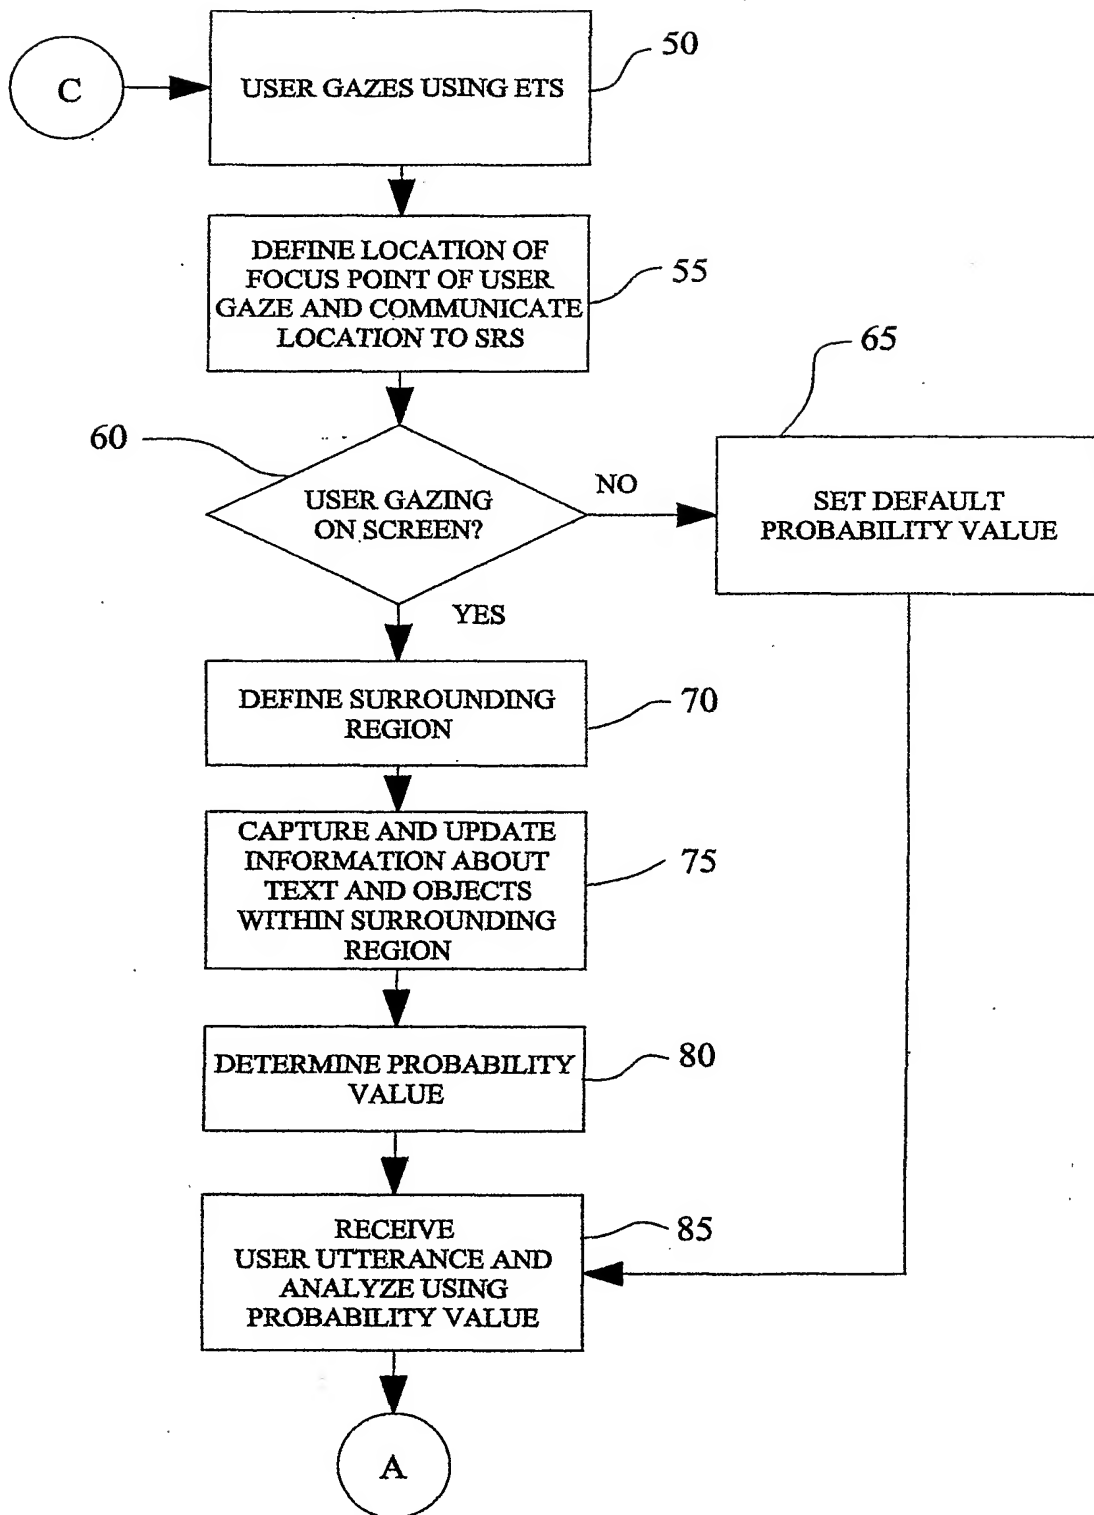 C
USER GAZES USING ETS
50
DEFINE LOCATION OF
FOCUS POINT OF USER
GAZE AND COMMUNICATE
LOCATION TO SRS
55
60
USER GAZING
ON SCREEN?
NO
65
SET DEFAULT
PROBABILITY VALUE
YES
DEFINE SURROUNDING
REGION
70
CAPTURE AND UPDATE
INFORMATION ABOUT
TEXT AND OBJECTS
WITHIN SURROUNDING
REGION
75
DETERMINE PROBABILITY
VALUE
80
RECEIVE
USER UTTERANCE AND
ANALYZE USING
PROBABILITY VALUE
85
A